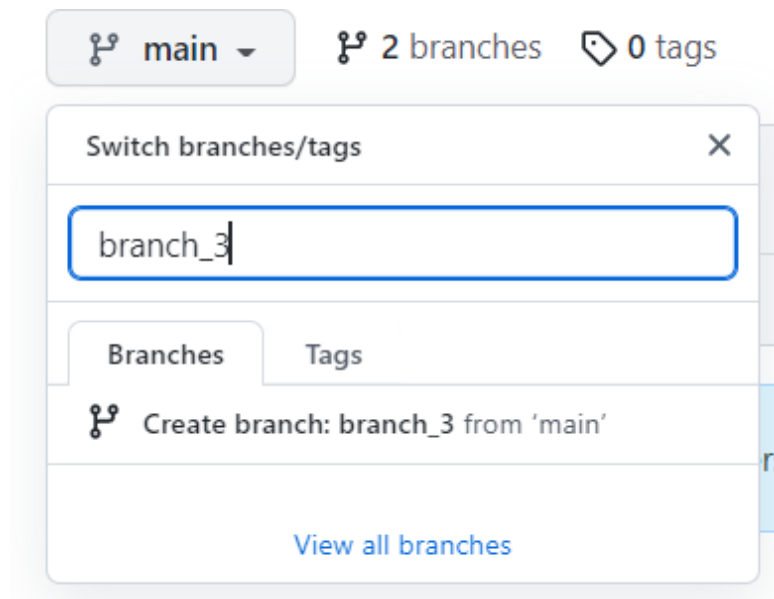 main 2 branches 0 tags
Switch branches/tags
branch_3
Branches Tags
Create branch: branch_3 from ‘main’
View all branches